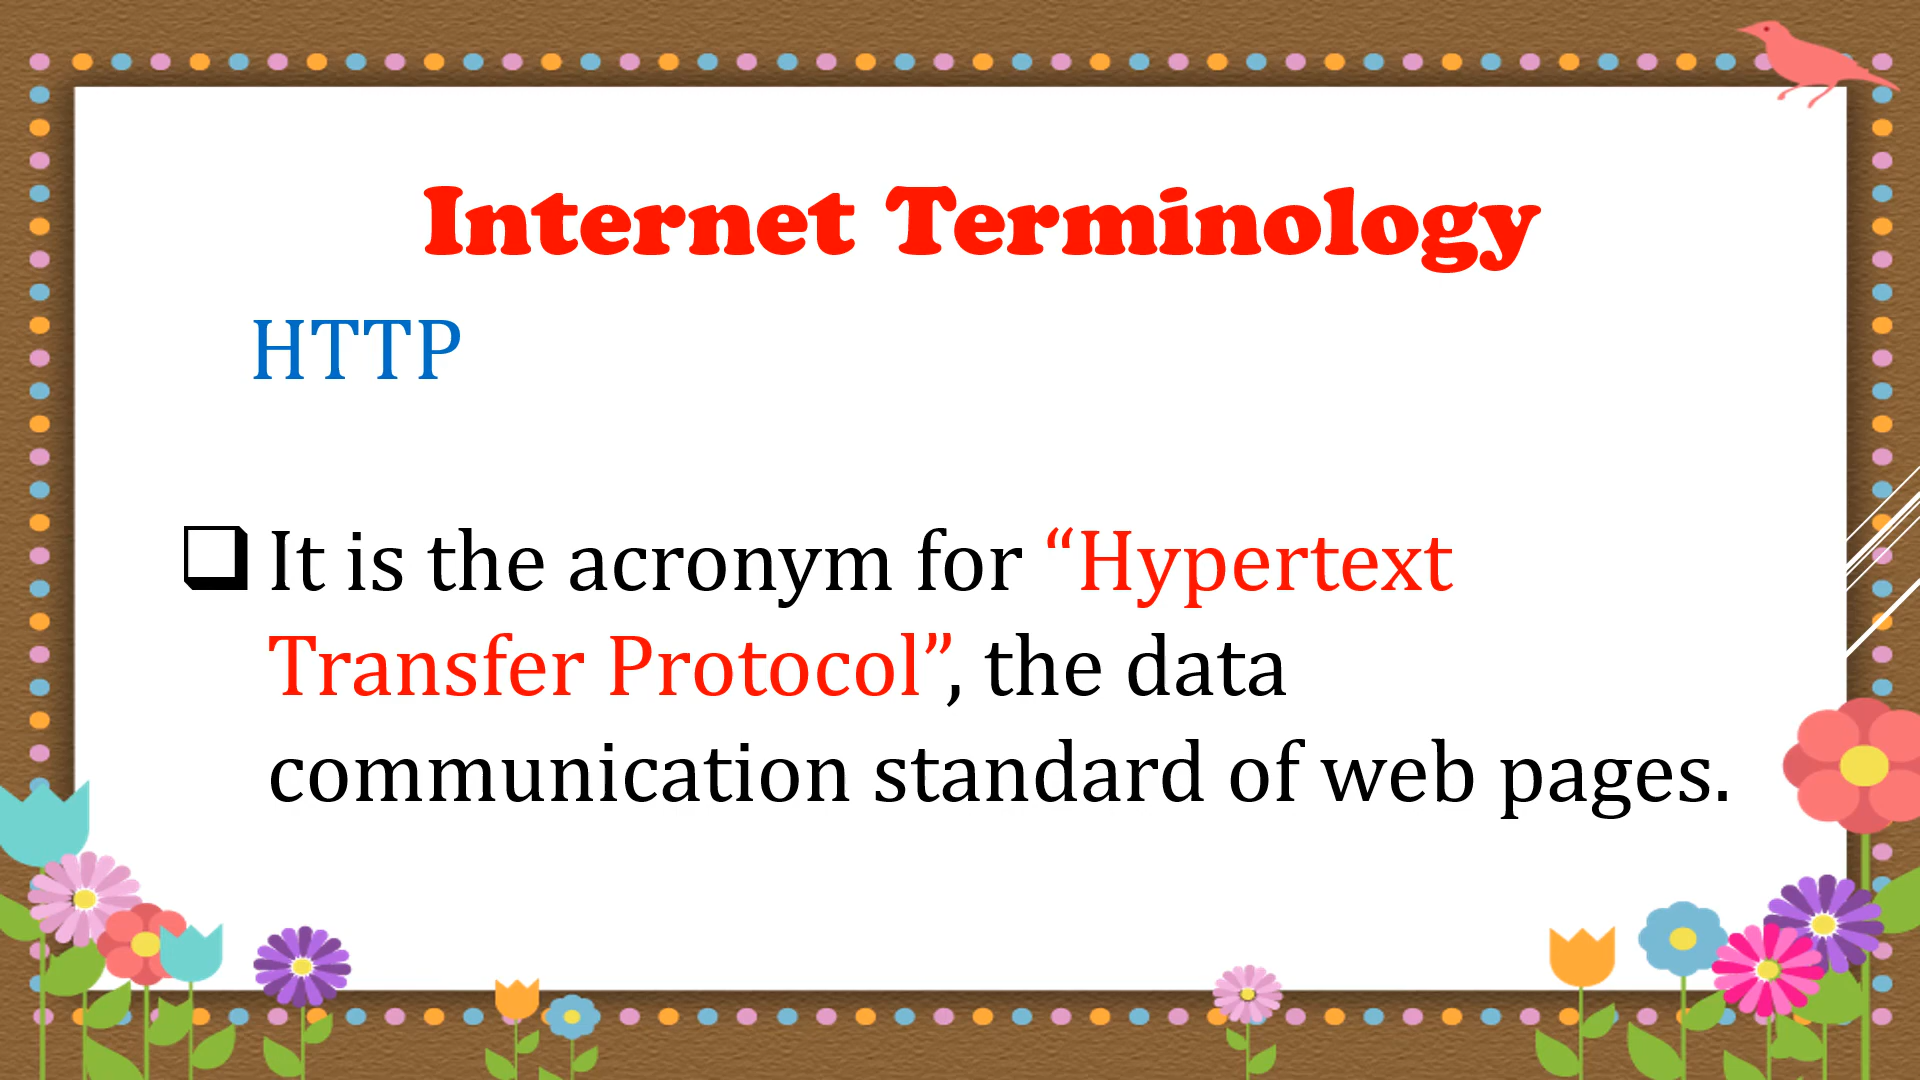 Internet Terminology
HTTP
❑ It is the acronym for “Hypertext
Transfer Protocol”, the data
communication standard of web pages.